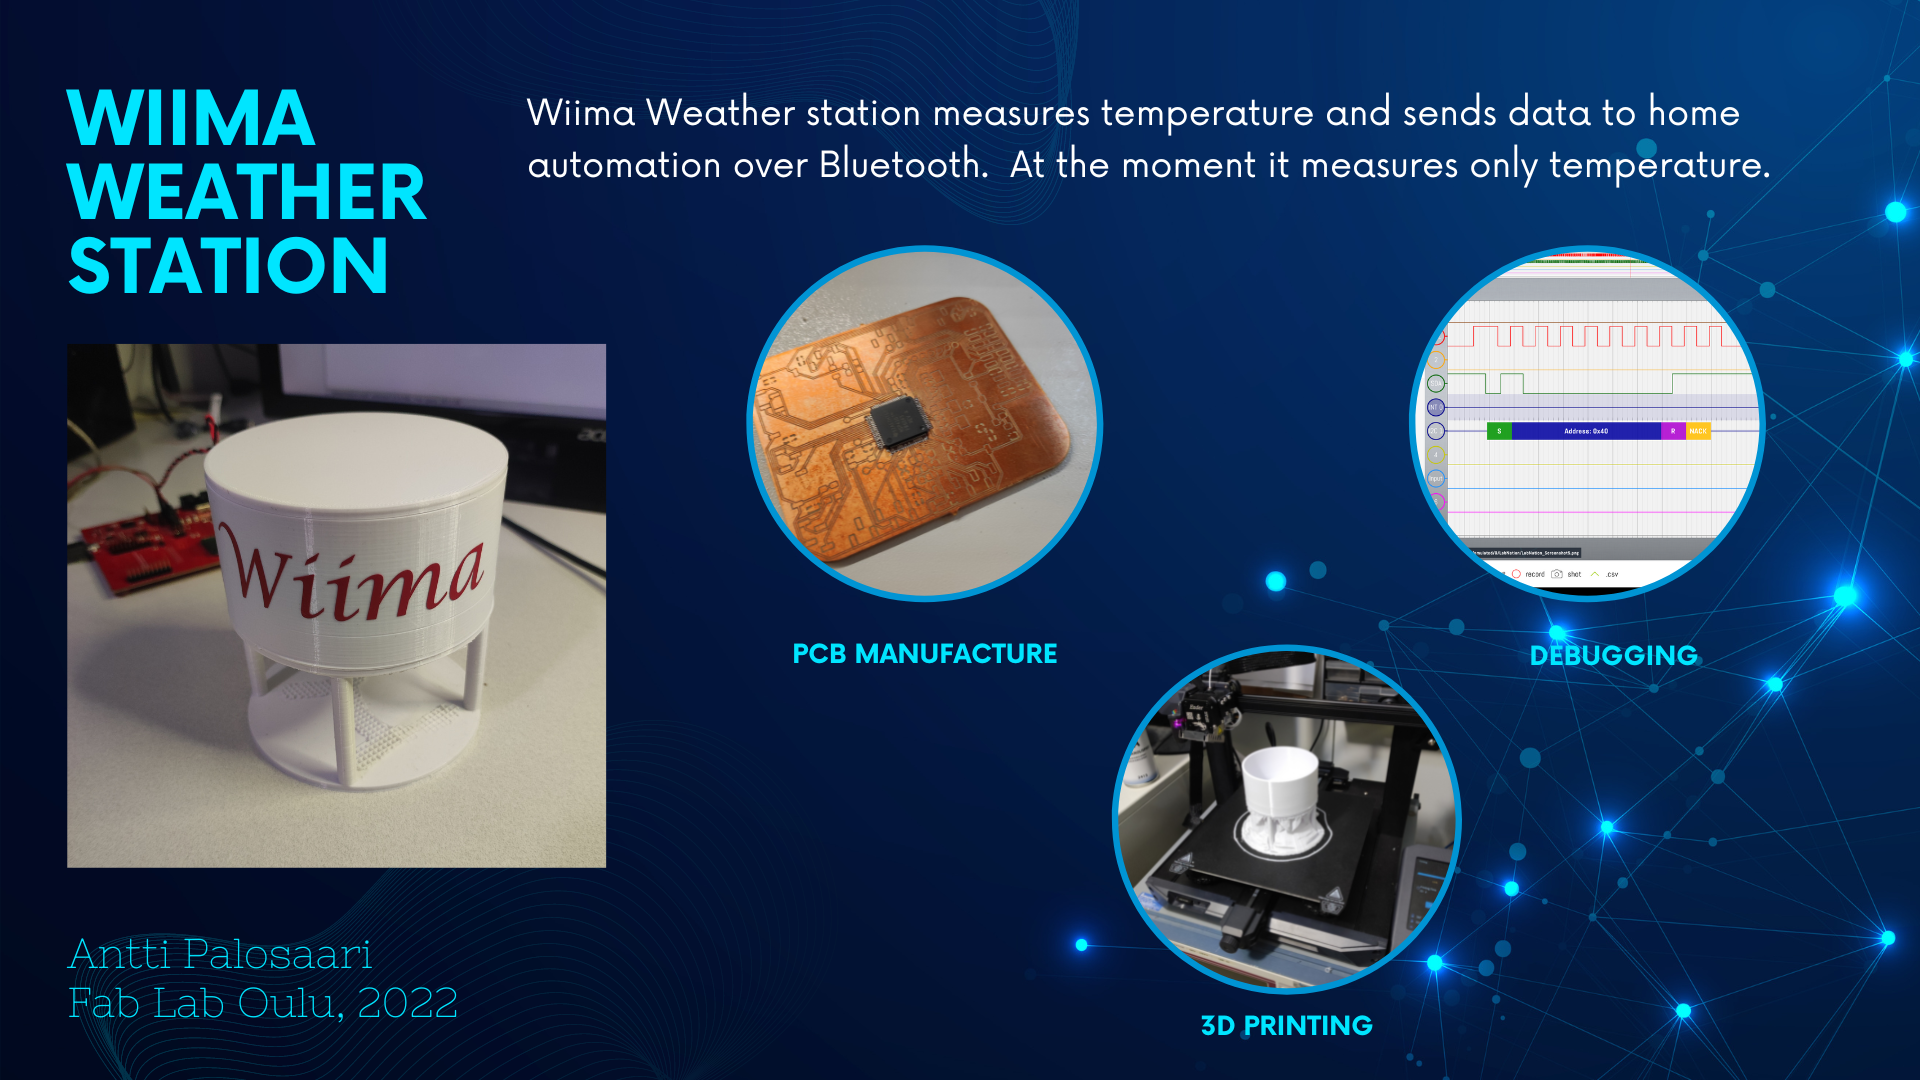 WIIMA
WEATHER
STATION
Wiima Weather station measures temperature and sends data to home
automation over Bluetooth.  At the moment it measures only temperature.
Wiima
S
Address: 0x40
R
NACK
record
shot
.csv
PCB MANUFACTURE
DEBUGGING
3D PRINTING
Antti Palosaari
Fab Lab Oulu, 2022